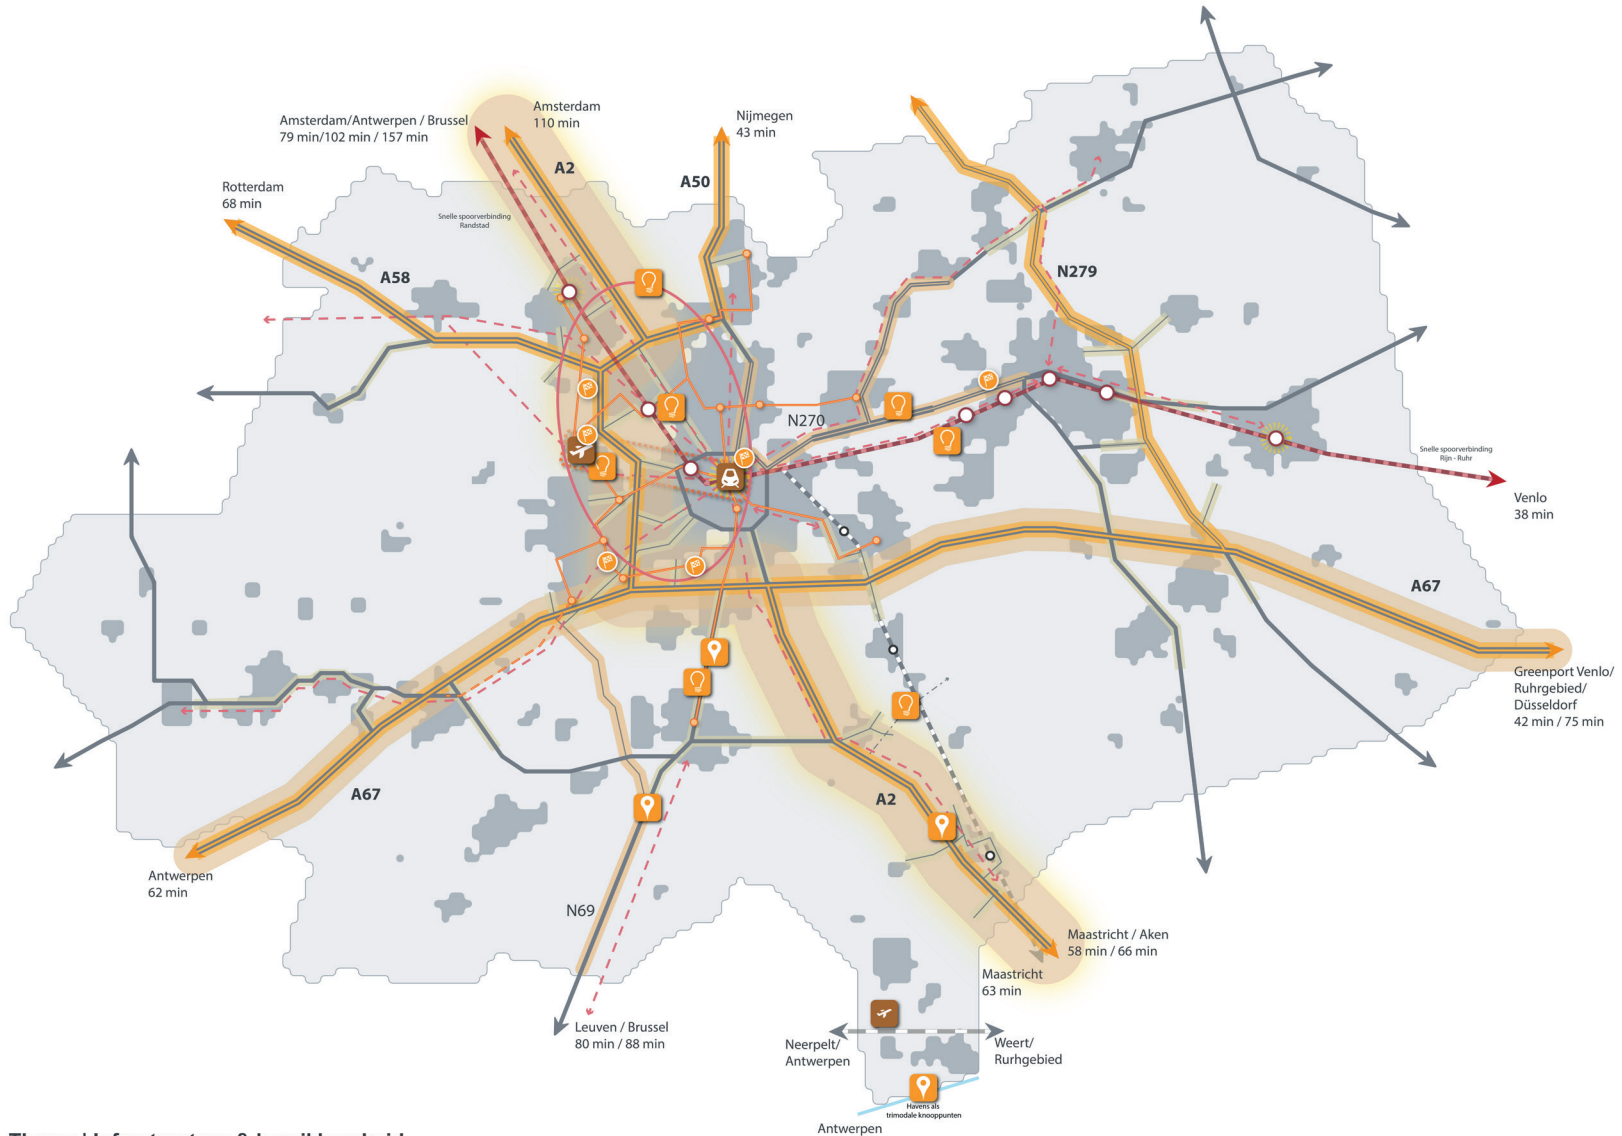 Amsterdam
110 min
Amsterdam/Antwerpen / Brussel
79 min/102 min / 157 min
Nijmegen
43 min
A2
A50
Rotterdam
68 min
Snelle spoorverbinding
Randstad
A58
N279
N270
Snelle spoorverbinding
Rijn - Ruhr
Venlo
38 min
A67
Greenport Venlo/
Ruhrgebied/
Düsseldorf
42 min / 75 min
A67
A2
Antwerpen
62 min
N69
Maastricht / Aken
58 min / 66 min
Maastricht
63 min
Leuven / Brussel
80 min / 88 min
Neerpelt/
Antwerpen
Weert/
Rurhgebied
Havens als
trimodale knooppunten
Antwerpen